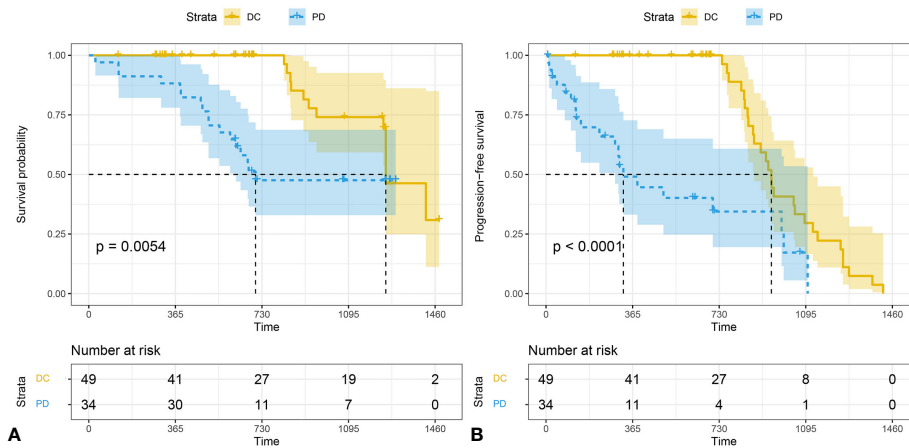 Strata DC PD
Survival probability
1.00
0.75
0.50
0.25
0.00
p = 0.0054
0 365 730 1095 1460
Time
Number at risk
Strata
DC 49 41 27 19 2
PD 34 30 11 7 0
0 365 730 1095 1460
Time
A
Strata DC PD
Progression-free survival
1.00
0.75
0.50
0.25
0.00
p < 0.0001
0 365 730 1095 1460
Time
Number at risk
Strata
DC 49 41 27 8 0
PD 34 11 4 1 0
0 365 730 1095 1460
Time
B